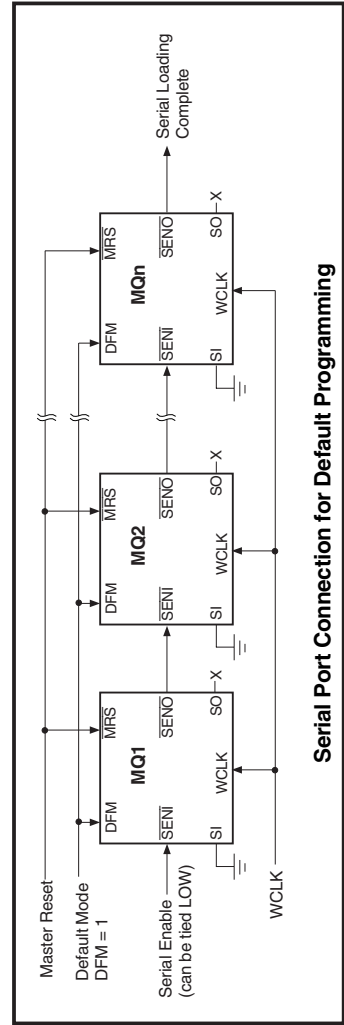 Master Reset
Default Mode
DFM = 1
DFM
MRS
DFM
MRS
DFM
MRS
MQ1
MQ2
MQn
Serial Enable
(can be tied LOW)
SENI
SENO
SENI
SENO
SENI
SENO
Serial Loading
Complete
SI
WCLK
SO
X
SI
WCLK
SO
X
SI
WCLK
SO
X
WCLK
Serial Port Connection for Default Programming